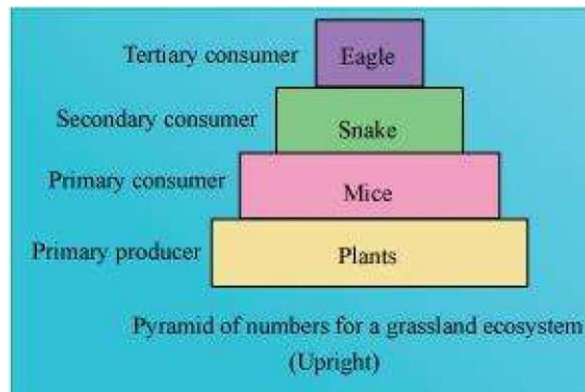 Tertiary consumer Eagle
Secondary consumer Snake
Primary consumer Mice
Primary producer Plants
Pyramid of numbers for a grassland ecosystem
(Upright)